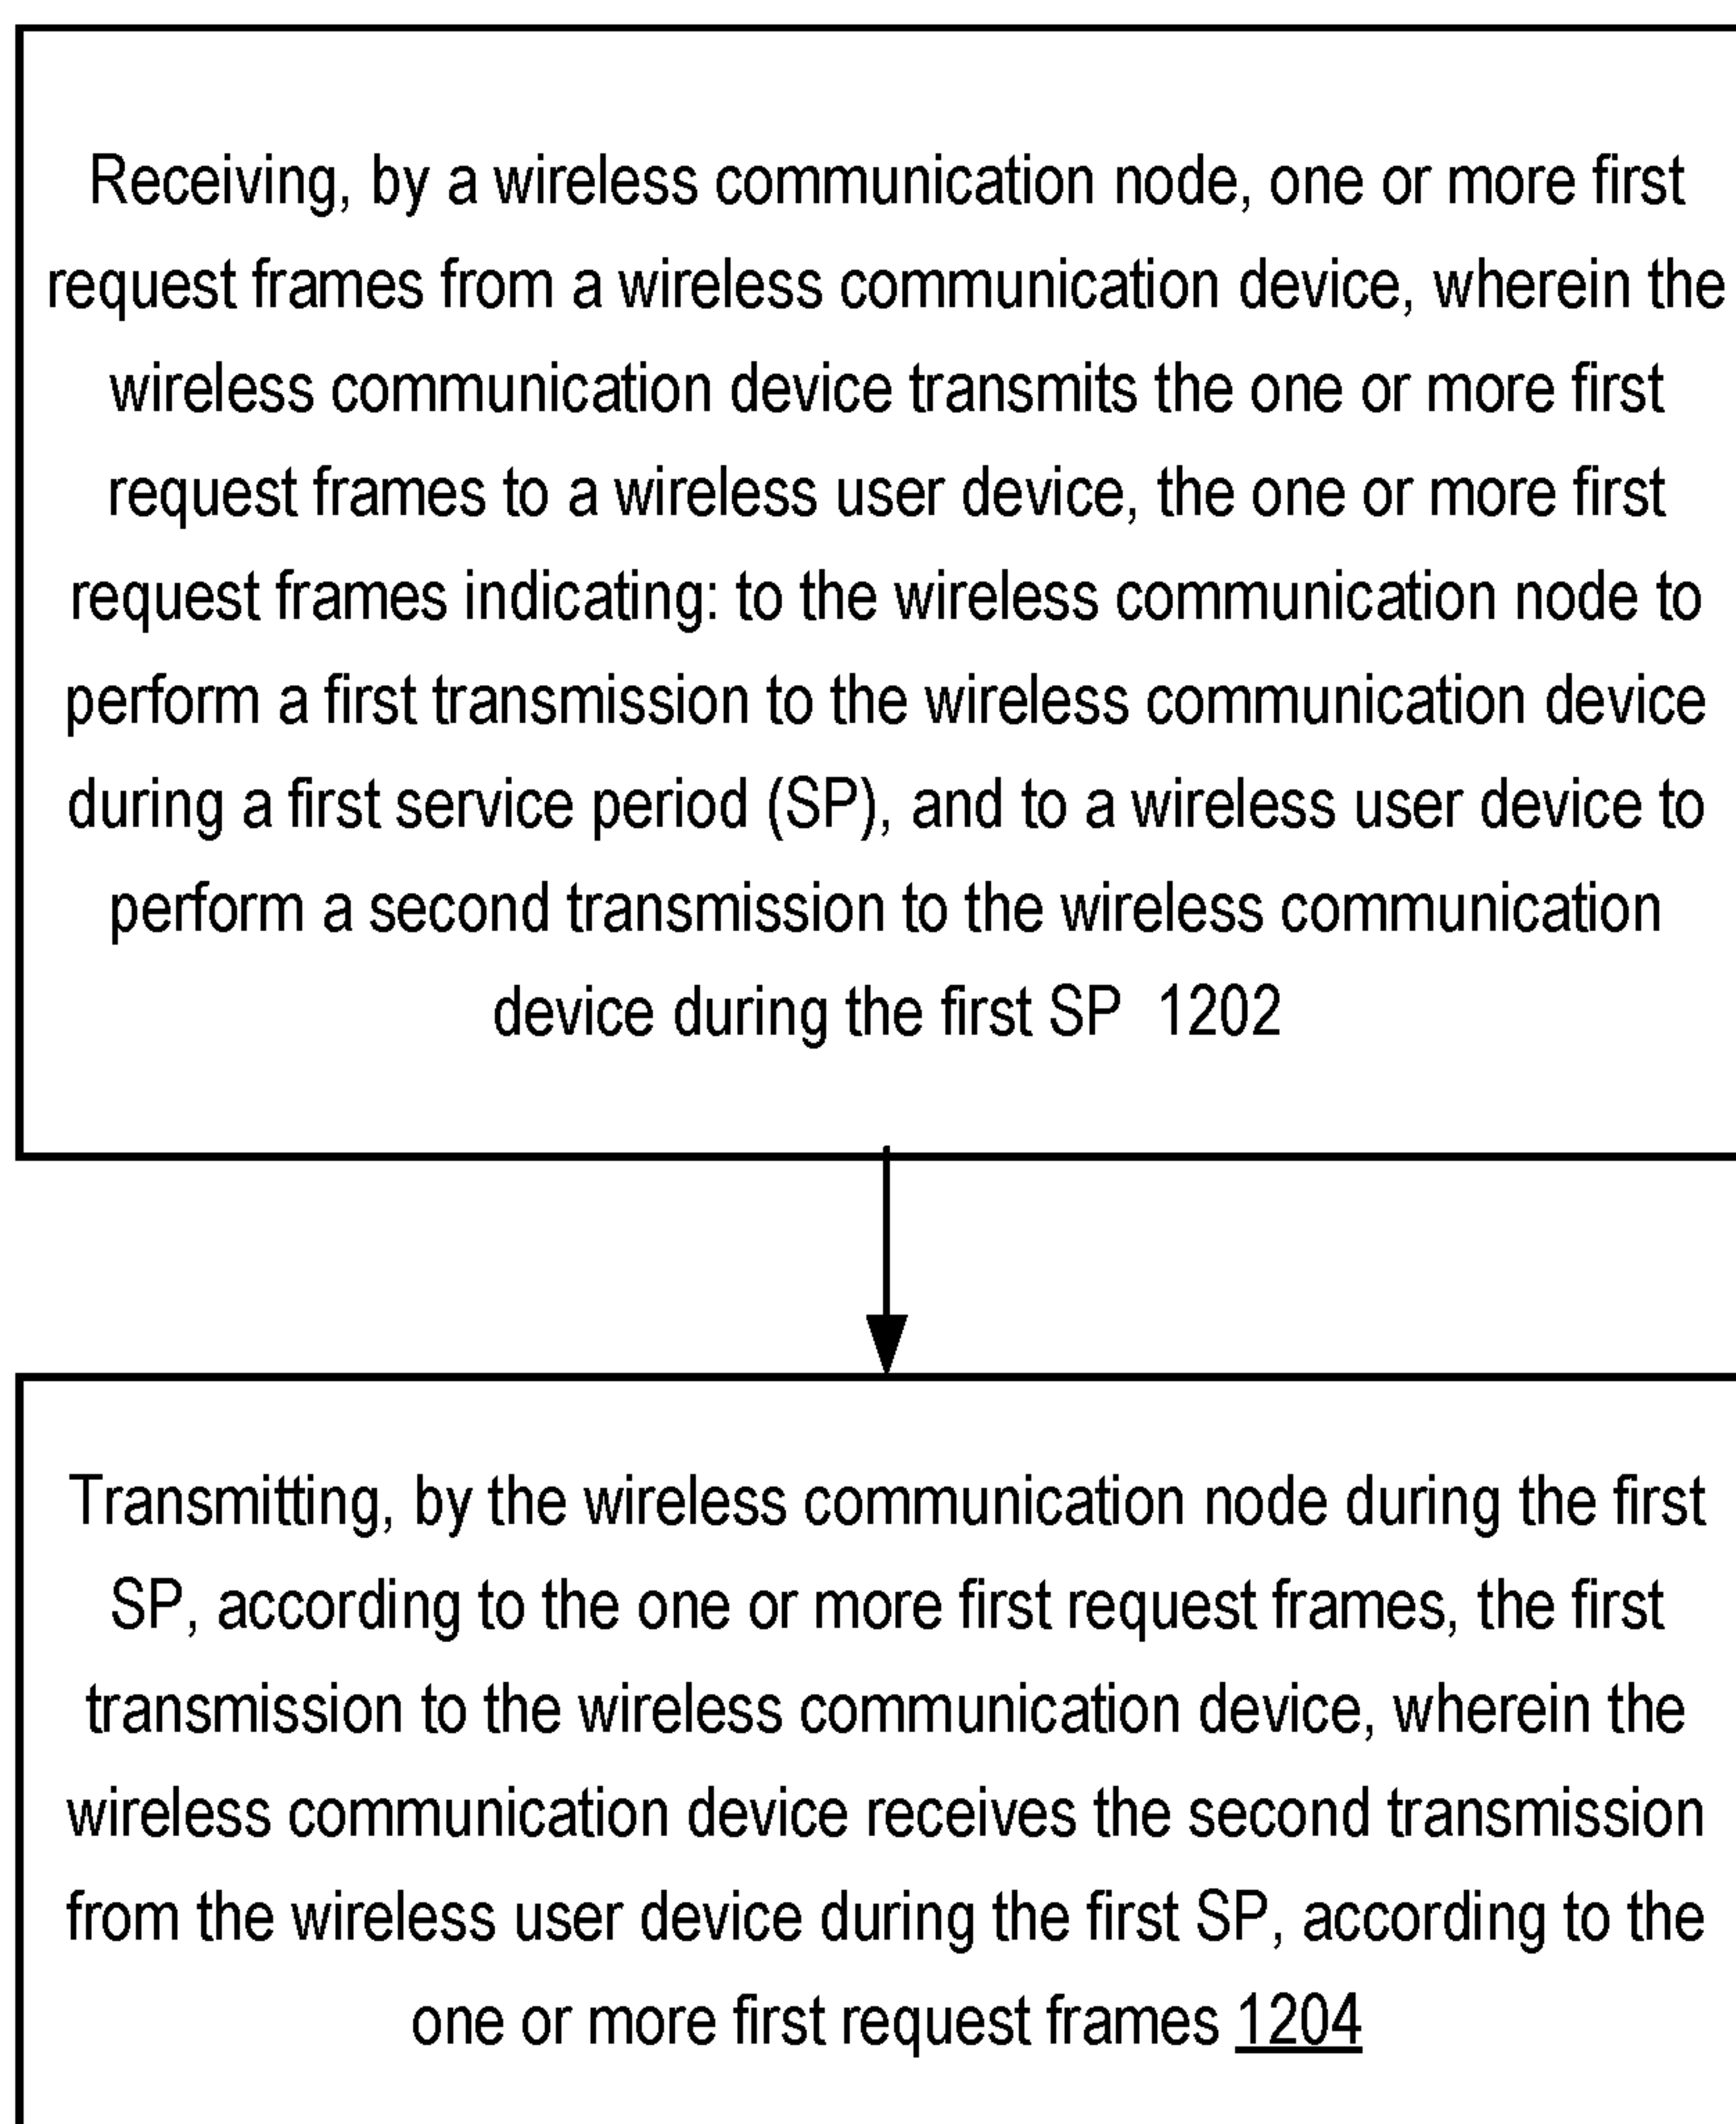 Receiving, by a wireless communication node, one or more first
request frames from a wireless communication device, wherein the
wireless communication device transmits the one or more first
request frames to a wireless user device, the one or more first
request frames indicating: to the wireless communication node to
perform a first transmission to the wireless communication device
during a first service period (SP), and to a wireless user device to
perform a second transmission to the wireless communication
device during the first SP 1202
Transmitting, by the wireless communication node during the first
SP, according to the one or more first request frames, the first
transmission to the wireless communication device, wherein the
wireless communication device receives the second transmission
from the wireless user device during the first SP, according to the
one or more first request frames 1204